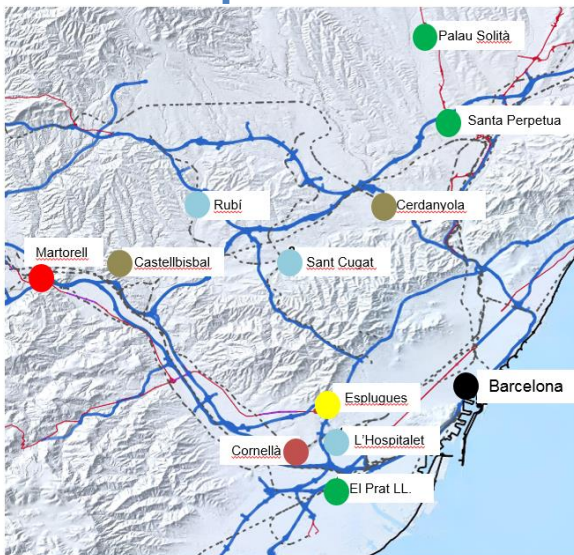 Palau Solità
Santa Perpetua
Rubí
Cerdanyola
Martorell
Castellbisbal
Sant Cugat
Barcelona
Esplugues
L'Hospitalet
Cornellà
El Prat LL.